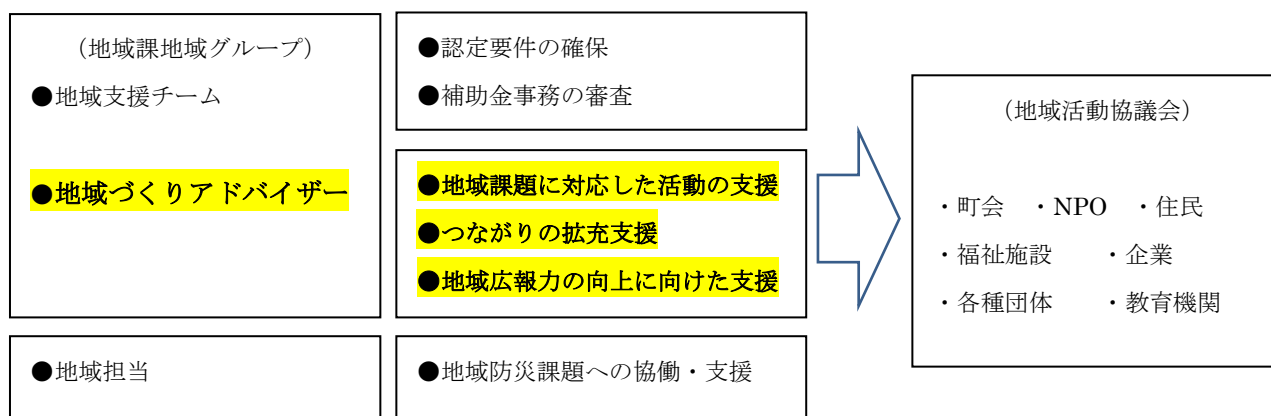 （地域課地域グループ）
●地域支援チーム
●地域づくりアドバイザー
●認定要件の確保
●補助金事務の審査
●地域課題に対応した活動の支援
●つながりの拡充支援
●地域広報力の向上に向けた支援
（地域活動協議会）
・町会　・NPO　・住民
・福祉施設　　・企業
・各種団体　　・教育機関
●地域担当
●地域防災課題への協働・支援